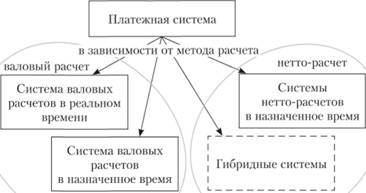 Платежная система
в зависимости от метода расчета
валовый расчет
нетто-расчет
Система валовых
расчетов в реальном
времени
Системы
нетто-расчетов
в назначенное время
Система валовых
расчетов
в назначенное время
Гибридные системы